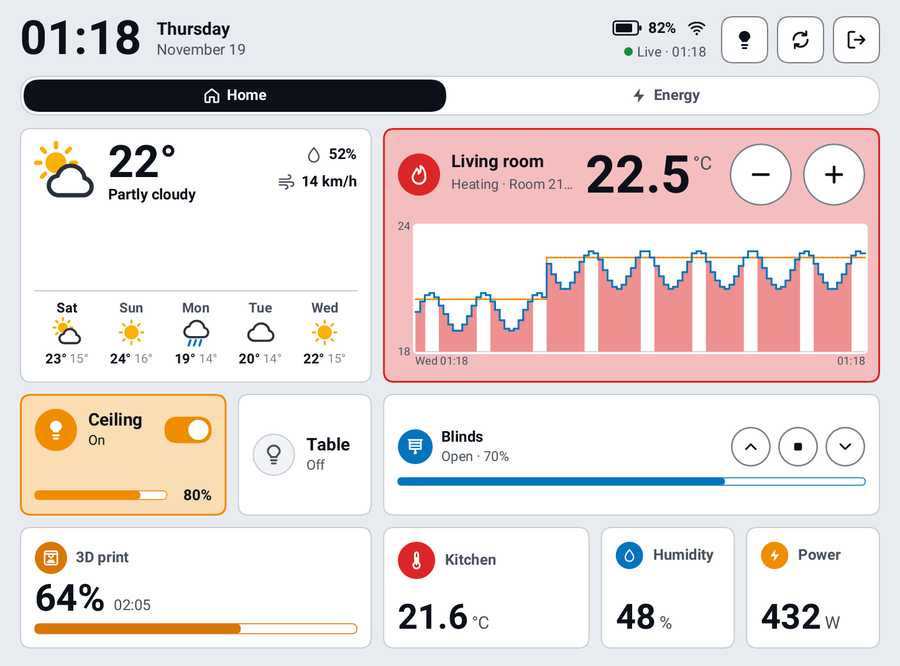 01:18
Thursday
November 19
82%
Live · 01:18
Home
Energy
22°
Partly cloudy
52%
14 km/h
Sat
Sun
Mon
Tue
Wed
23° 15°
24° 16°
19° 14°
20° 14°
22° 15°
Living room
Heating · Room 21...
22.5 °C
24
18
Wed 01:18
01:18
Ceiling
On
80%
Table
Off
Blinds
Open · 70%
3D print
64% 02:05
Kitchen
21.6 °C
Humidity
48 %
Power
432 W